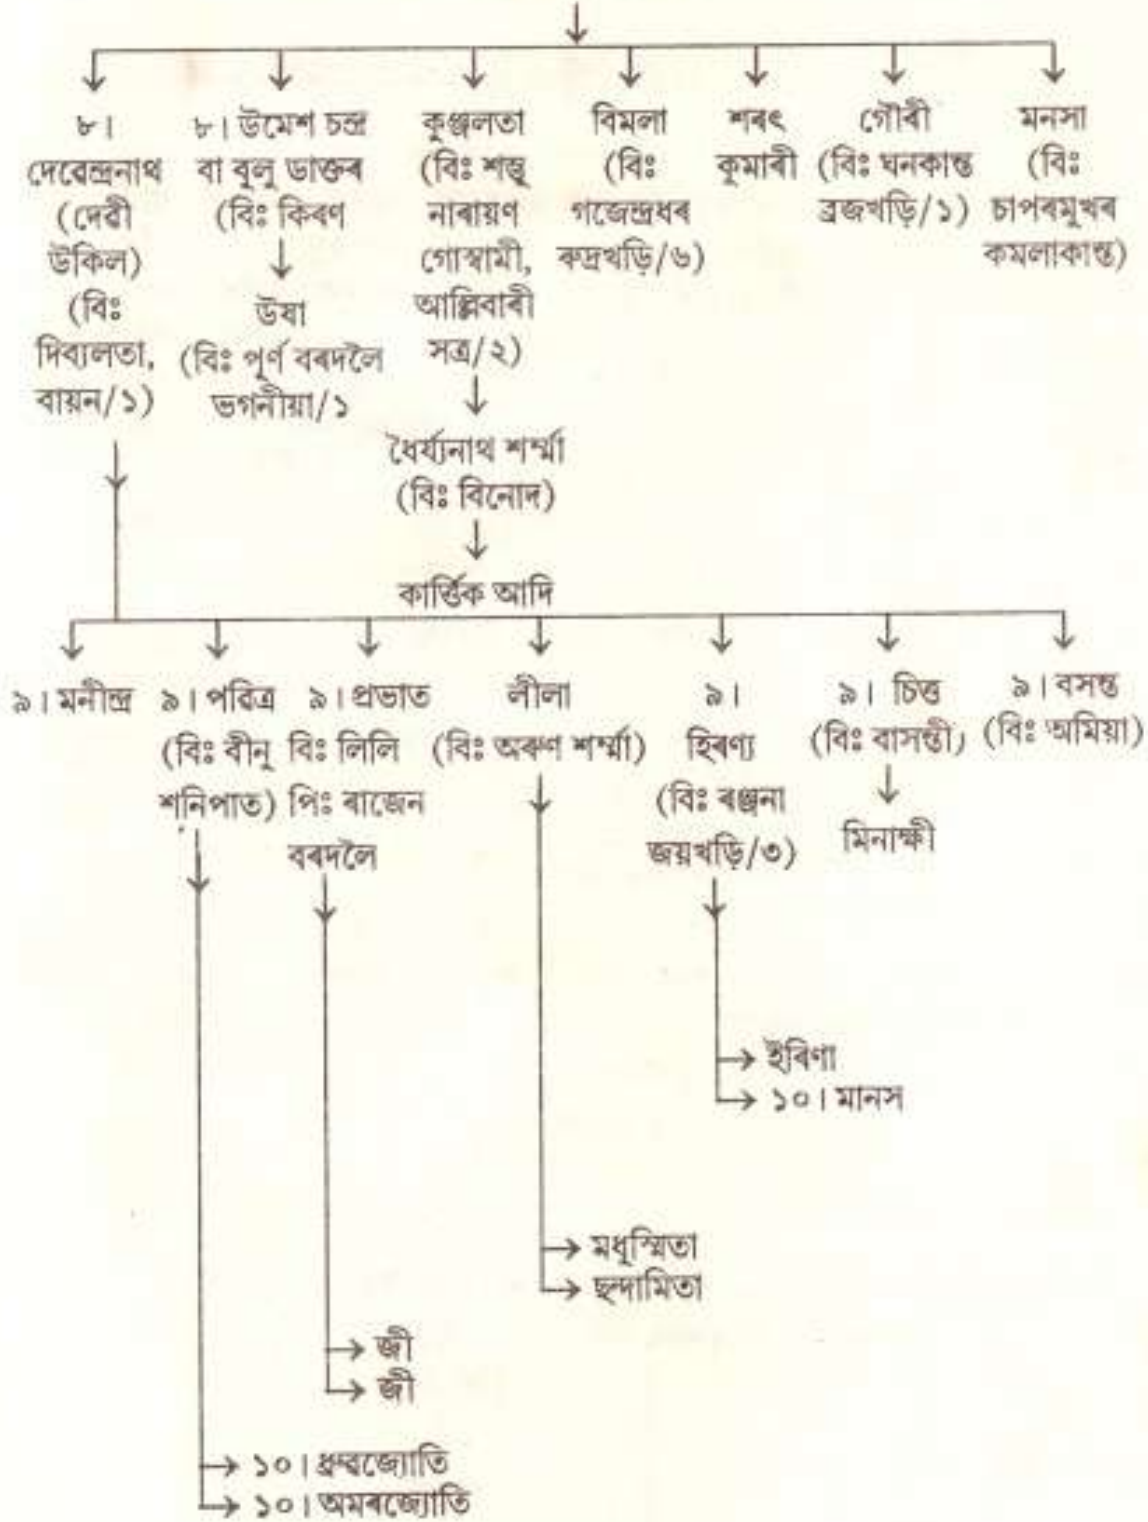 ৮।
দেৱেন্দ্ৰনাথ
(দেৱী
উকিল)
(বিঃ
দিব্যলতা,
বায়ন/১)
৮। উমেশ চন্দ্ৰ
বা বুলু ডাক্তৰ
(বিঃ কিৰণ
উষা
(বিঃ পূৰ্ণ বৰদলৈ
ভগনীয়া/১
কুঞ্জলতা
(বিঃ শম্ভু
নাৰায়ণ
গোস্বামী,
আল্লিবাৰী
সত্ৰ/২)
ধৈৰ্য্যনাথ শৰ্ম্মা
(বিঃ বিনোদ)
কাৰ্ত্তিক আদি
বিমলা
(বিঃ
গজেন্দ্ৰধৰ
ৰুদ্ৰখড়ি/৬)
শৰৎ
কুমাৰী
গৌৰী
(বিঃ ঘনকান্ত
ব্ৰজখড়ি/১)
মনসা
(বিঃ
চাপৰমুখৰ
কমলাকান্ত)
৯। মনীন্দ্ৰ
৯। পৱিত্ৰ
(বিঃ বীনু
শনিপাত)
৯। প্ৰভাত
বিঃ লিলি
পিঃ ৰাজেন
বৰদলৈ
লীলা
(বিঃ অৰুণ শৰ্ম্মা)
৯।
হিৰণ্য
(বিঃ ৰঞ্জনা
জয়খড়ি/৩)
৯। চিত্ত
(বিঃ বাসন্তী)
মিনাক্ষী
৯। বসন্ত
(বিঃ অমিয়া)
ইৰিণা
১০। মানস
মধুস্মিতা
ছন্দামিতা
জী
জী
১০। ধ্ৰুৱজ্যোতি
১০। অমৰজ্যোতি